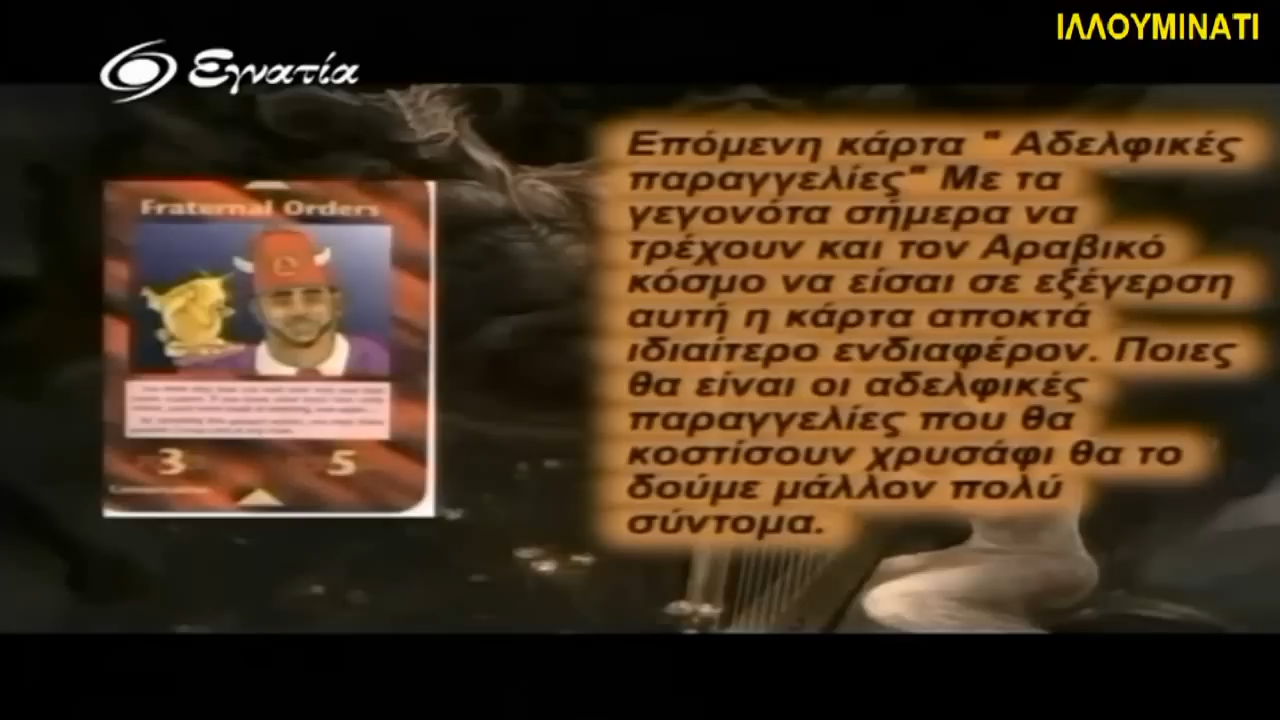 ΙΛΛΟΥΜΙΝΑΤΙ
Εγνατία
Fraternal Orders
3 5
Επόμενη κάρτα " Αδελφικές
παραγγελίες" Με τα
γεγονότα σήμερα να
τρέχουν και τον Αραβικό
κόσμο να είσαι σε εξέγερση
αυτή η κάρτα αποκτά
ιδιαίτερο ενδιαφέρον. Ποιες
θα είναι οι αδελφικές
παραγγελίες που θα
κοστίσουν χρυσάφι θα το
δούμε μάλλον πολύ
σύντομα.